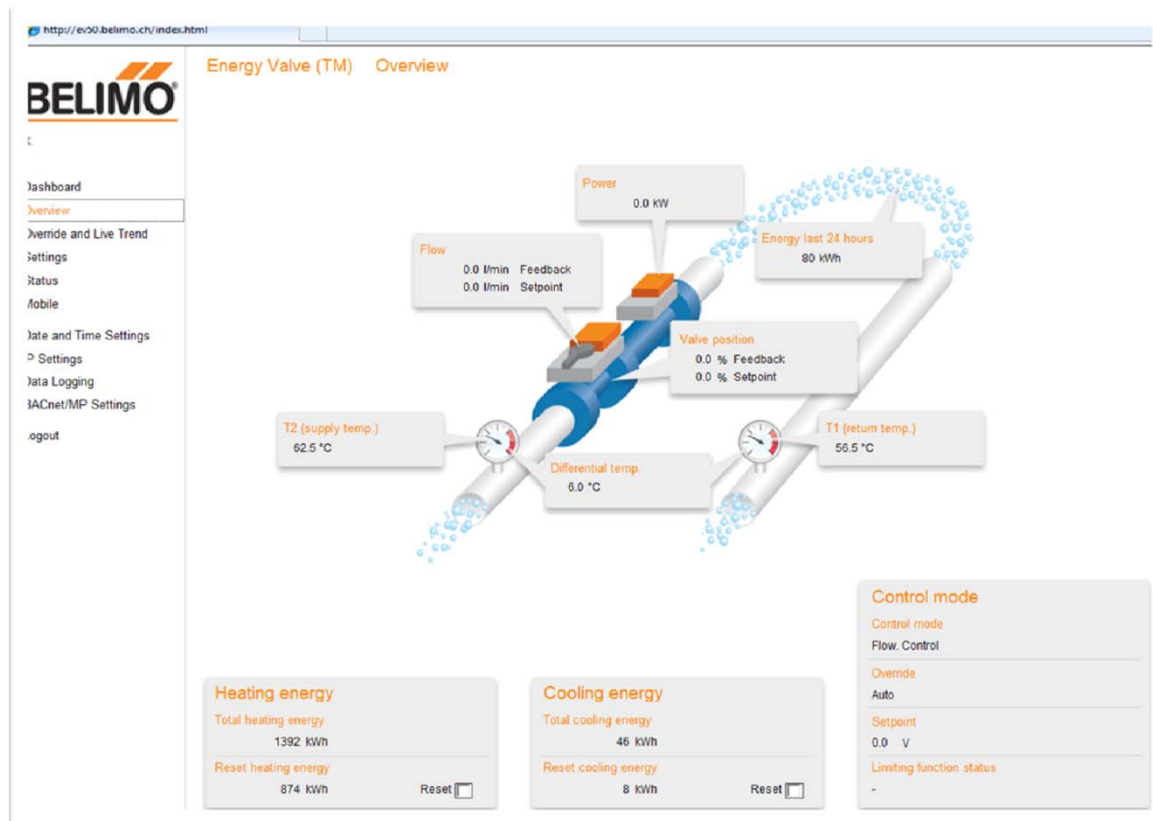 http://ev50.belimo.ch/index.html
BELIMO®
Energy Valve (TM) Overview
Dashboard
Overview
Override and Live Trend
Settings
Status
Mobile
Date and Time Settings
IP Settings
Data Logging
BACnet/MP Settings
Logout
Power
0.0 kW
Energy last 24 hours
80 kWh
Flow
0.0 l/min Feedback
0.0 l/min Setpoint
Valve position
0.0 % Feedback
0.0 % Setpoint
T2 (supply temp.)
62.5 °C
Differential temp.
6.0 °C
T1 (return temp.)
56.5 °C
Heating energy
Total heating energy
1392 kWh
Reset heating energy
874 kWh Reset
Cooling energy
Total cooling energy
46 kWh
Reset cooling energy
8 kWh Reset
Control mode
Control mode
Flow. Control
Override
Auto
Setpoint
0.0 V
Limiting function status
-